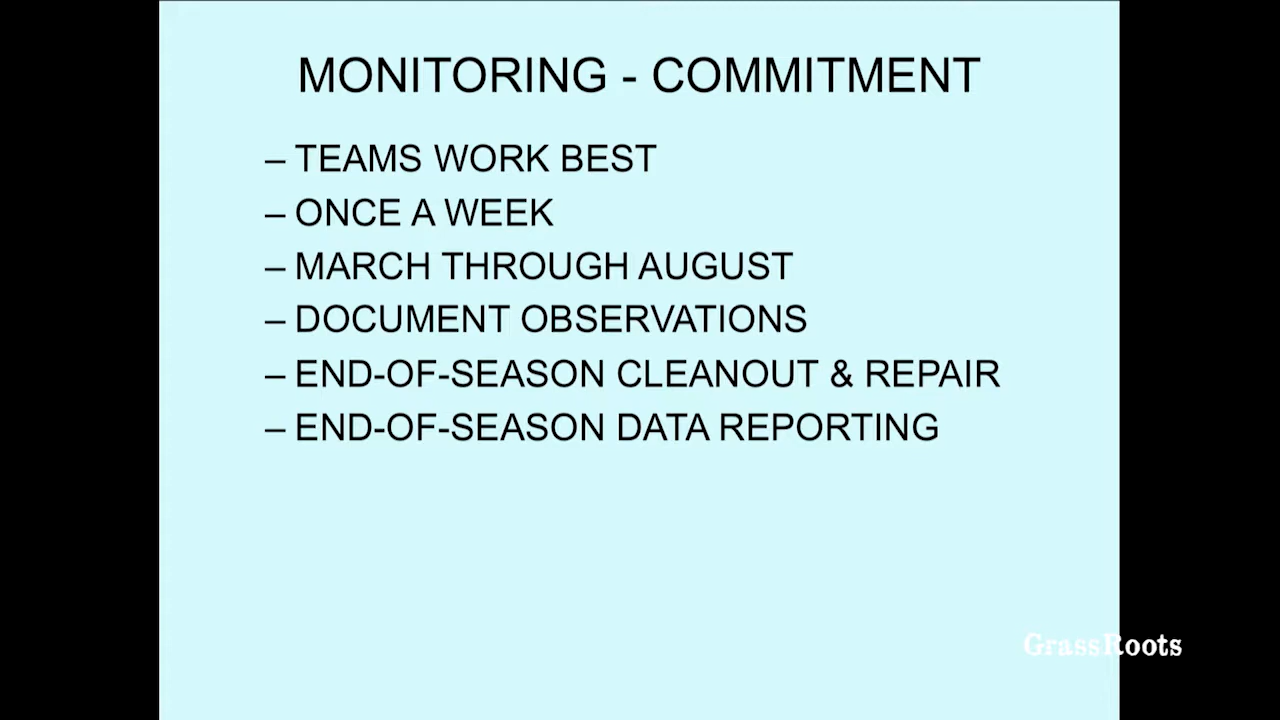 MONITORING - COMMITMENT
– TEAMS WORK BEST
– ONCE A WEEK
– MARCH THROUGH AUGUST
– DOCUMENT OBSERVATIONS
– END-OF-SEASON CLEANOUT & REPAIR
– END-OF-SEASON DATA REPORTING
GrassRoots